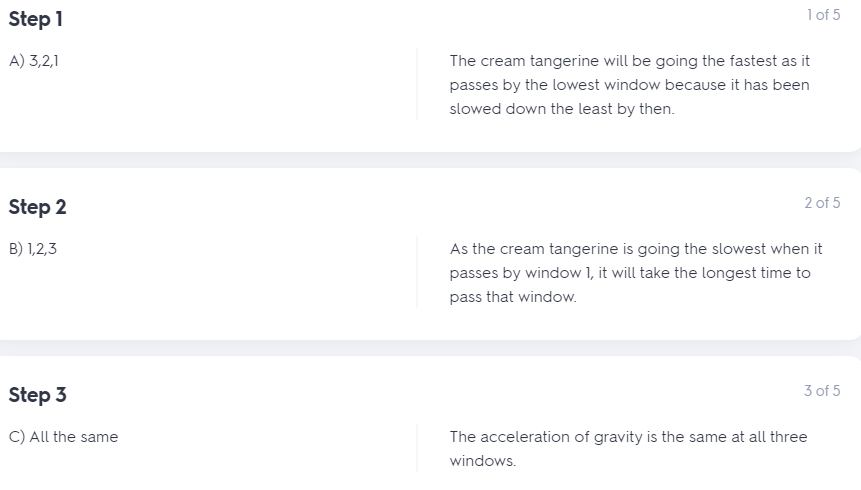 Step 1
1 of 5
A) 3,2,1
The cream tangerine will be going the fastest as it
passes by the lowest window because it has been
slowed down the least by then.
Step 2
2 of 5
B) 1,2,3
As the cream tangerine is going the slowest when it
passes by window 1, it will take the longest time to
pass that window.
Step 3
3 of 5
C) All the same
The acceleration of gravity is the same at all three
windows.